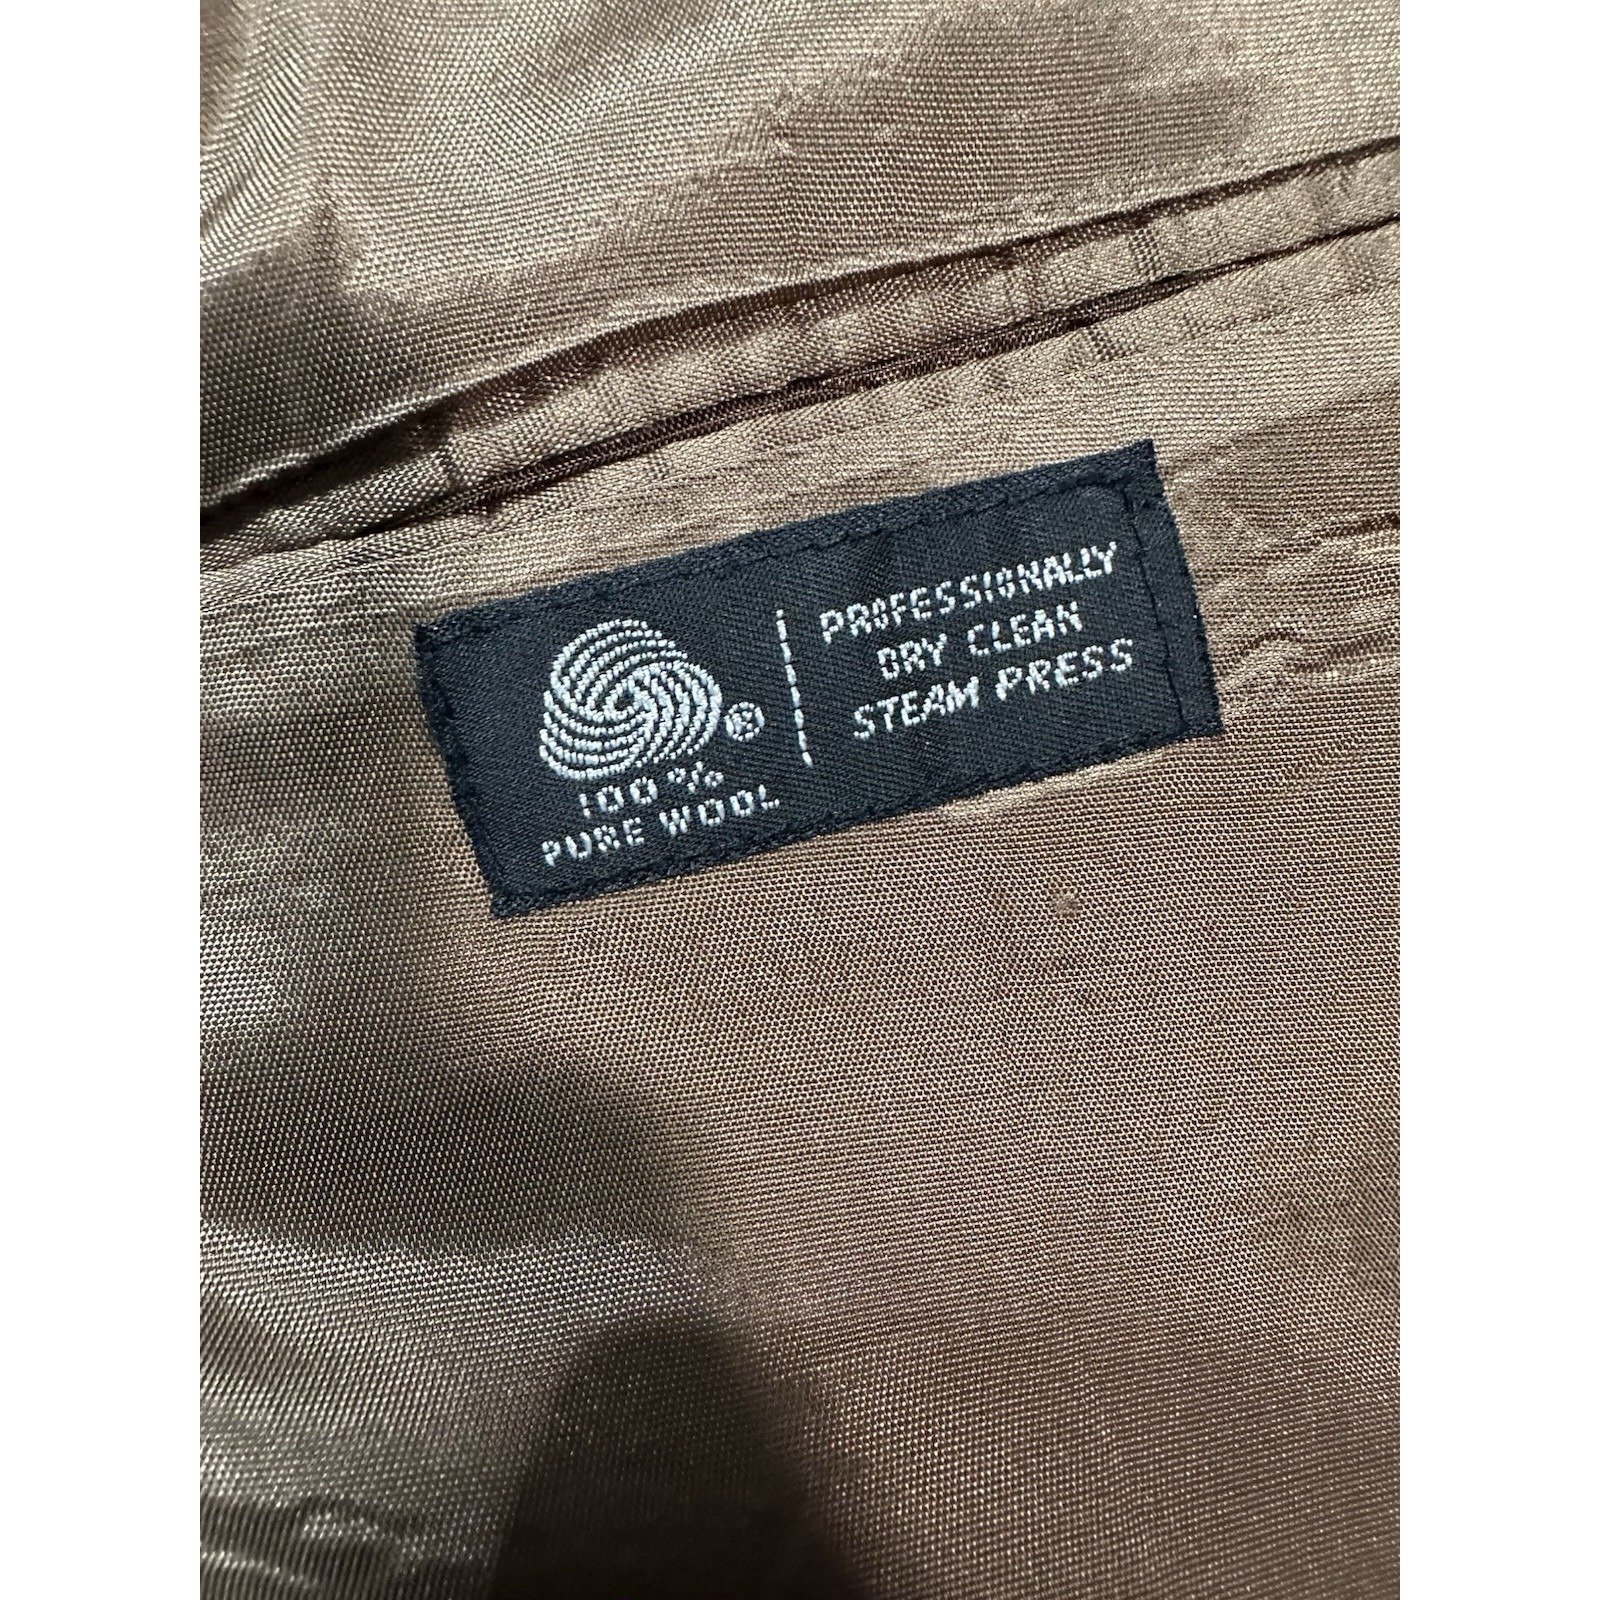 ®
100%
PURE WOOL
PROFESSIONALLY
DRY CLEAN
STEAM PRESS